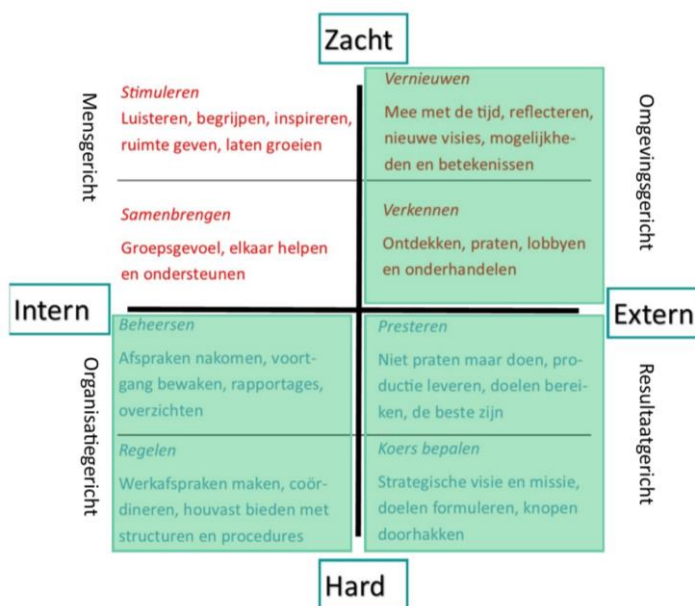 Zacht
Mensgericht
Stimuleren
Luisteren, begrijpen, inspireren,
ruimte geven, laten groeien
Samenbrengen
Groepsgevoel, elkaar helpen
en ondersteunen
Vernieuwen
Mee met de tijd, reflecteren,
nieuwe visies, mogelijkhe-
den en betekenissen
Verkennen
Ontdekken, praten, lobbyen
en onderhandelen
Omgevingsgericht
Intern
Extern
Organisatiegericht
Beheersen
Afspraken nakomen, voort-
gang bewaken, rapportages,
overzichten
Regelen
Werkafspraken maken, coör-
dineren, houvast bieden met
structuren en procedures
Presteren
Niet praten maar doen, pro-
ductie leveren, doelen berei-
ken, de beste zijn
Koers bepalen
Strategische visie en missie,
doelen formuleren, knopen
doorhakken
Resultaatgericht
Hard